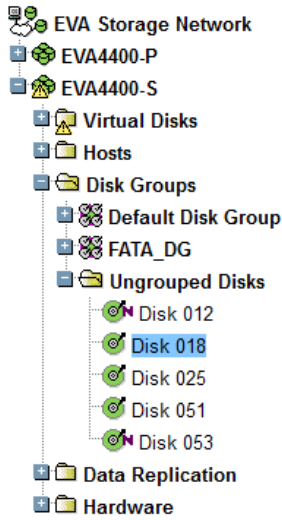 EVA Storage Network
EVA4400-P
EVA4400-S
Virtual Disks
Hosts
Disk Groups
Default Disk Group
FATA_DG
Ungrouped Disks
Disk 012
Disk 018
Disk 025
Disk 051
Disk 053
Data Replication
Hardware